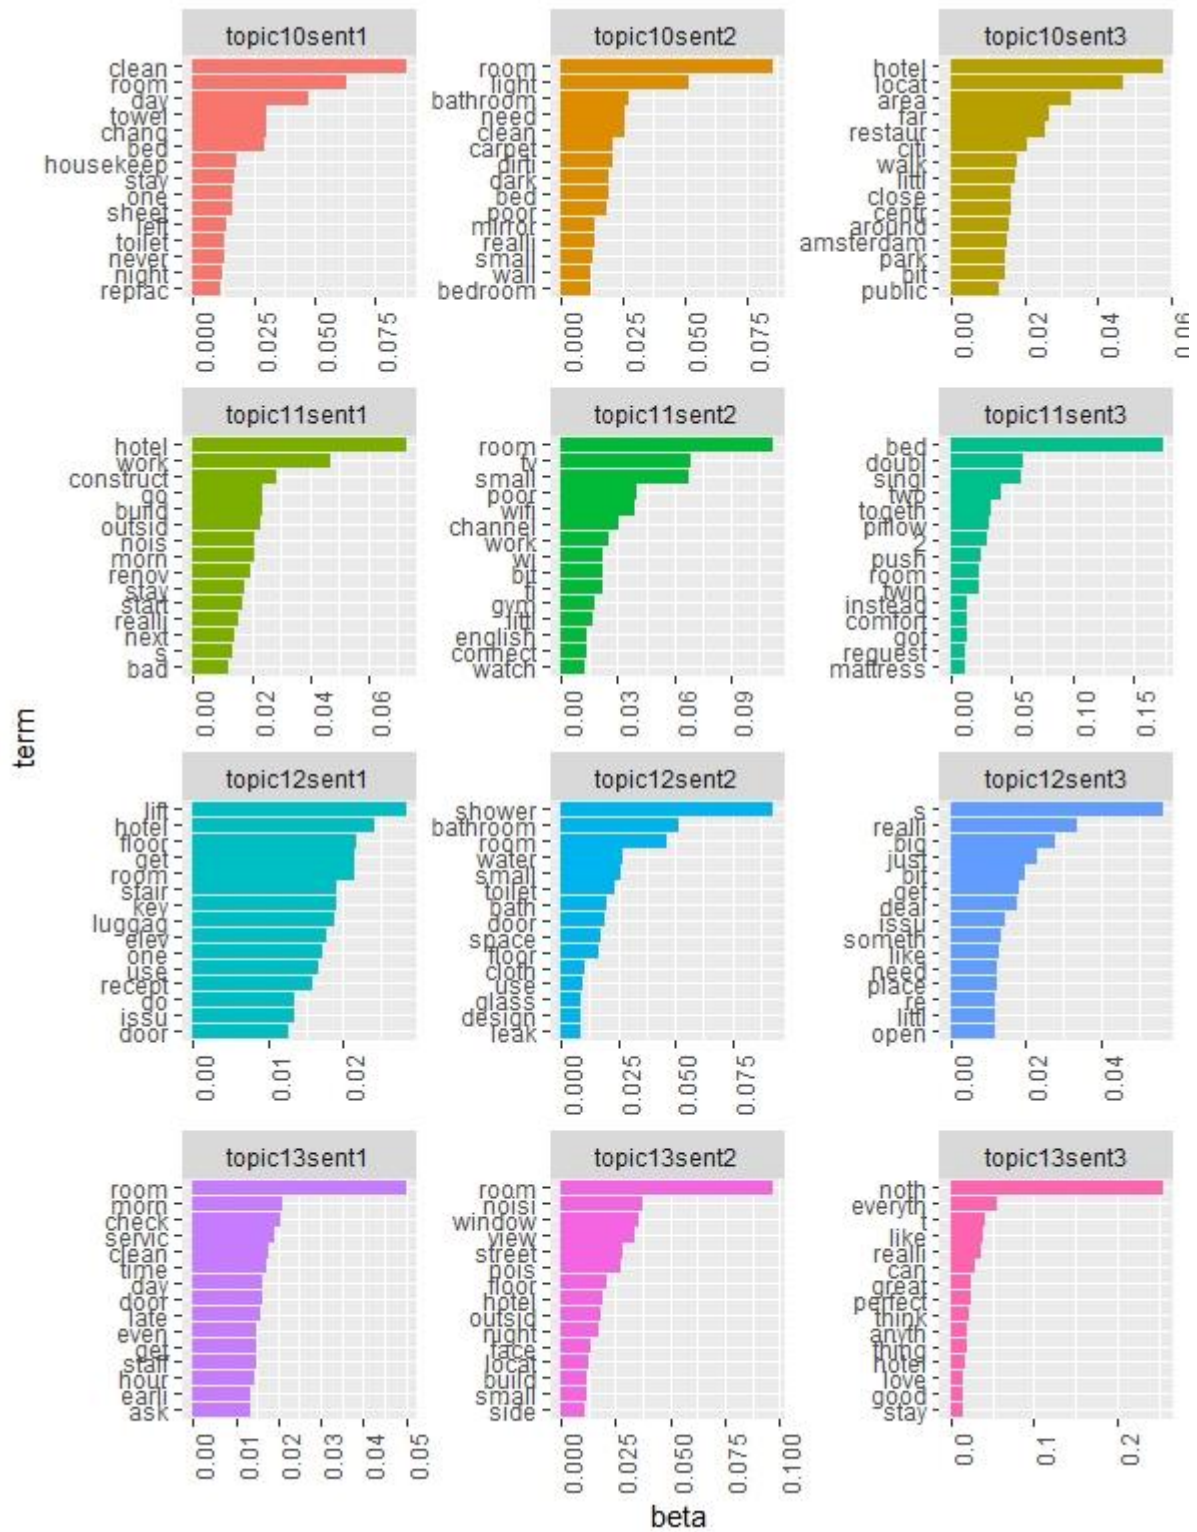 topic10sent1 topic10sent2 topic10sent3
clean room hotel
room light locat
day bathroom area
towel need far
chang clean restaur
bed carpet citi
housekeep dirti walk
stay dark littl
one bed close
sheet poor centr
left mirror around
toilet realli amsterdam
never small park
night wall bit
replac bedroom public
0.000 0.025 0.050 0.075 0.000 0.025 0.050 0.075 0.00 0.02 0.04 0.06
topic11sent1 topic11sent2 topic11sent3
hotel room bed
work tv doubl
construct small singl
go poor two
build wifi togeth
outsid channel pillow
nois work 2
morn wi push
renov bit room
stay fi twin
start gym instead
realli littl comfort
next english got
s connect request
bad watch mattress
0.00 0.02 0.04 0.06 0.00 0.03 0.06 0.09 0.00 0.05 0.10 0.15
term
topic12sent1 topic12sent2 topic12sent3
lift shower s
hotel bathroom realli
floor room big
get water just
room small bit
stair toilet get
key bath deal
luggag door issu
elev space someth
one floor like
use cloth need
recept use place
do glass re
issu design littl
door leak open
0.00 0.01 0.02 0.000 0.025 0.050 0.075 0.00 0.02 0.04
topic13sent1 topic13sent2 topic13sent3
room room noth
morn noisi everyth
check window t
servic view like
clean street realli
time nois can
day floor great
door hotel perfect
late outsid think
even night anyth
get face thing
staff locat hotel
hour build love
earli small good
ask side stay
0.00 0.01 0.02 0.03 0.04 0.05 0.000 0.025 0.050 0.075 0.100 0.0 0.1 0.2
beta